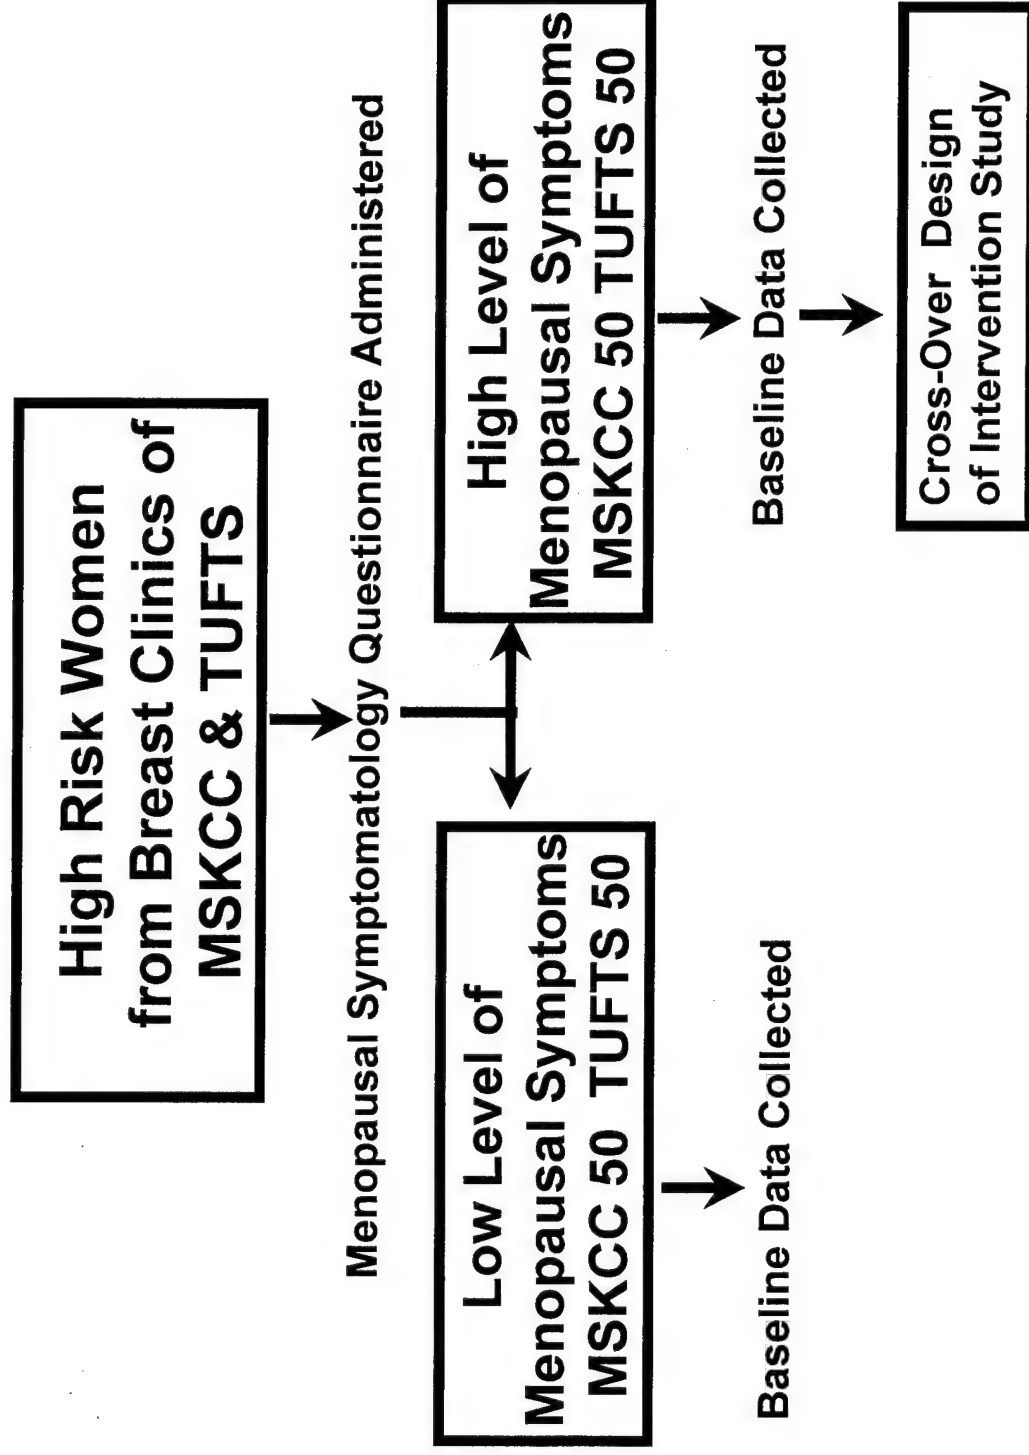 High Risk Women
from Breast Clinics of
MSKCC & TUFTS
Menopausal Symptomatology Questionnaire Administered
Low Level of
Menopausal Symptoms
MSKCC 50 TUFTS 50
Baseline Data Collected
High Level of
Menopausal Symptoms
MSKCC 50 TUFTS 50
Baseline Data Collected
Cross-Over Design
of Intervention Study